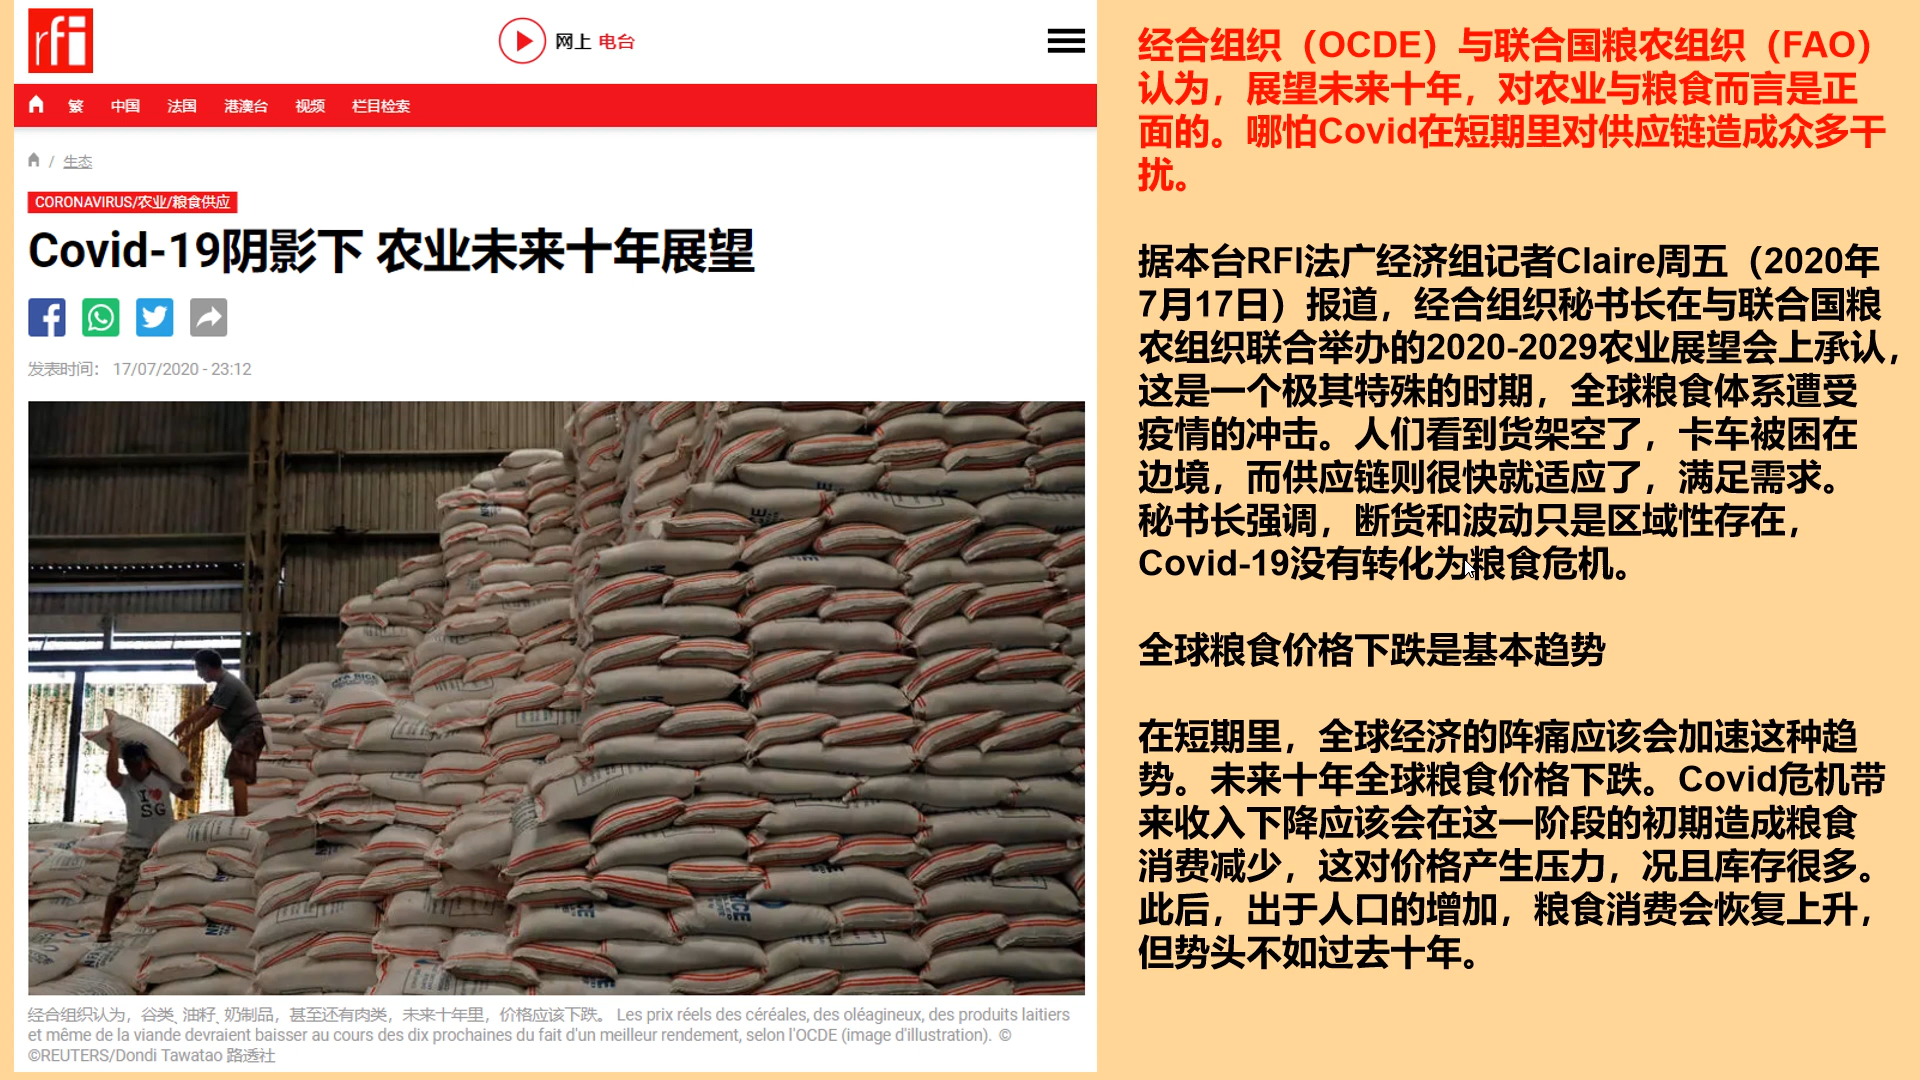 rfi
网上 电台
繁 中国 法国 港澳台 视频 栏目检索
/ 生态
CORONAVIRUS/农业/粮食供应
Covid-19阴影下 农业未来十年展望
发表时间： 17/07/2020 - 23:12
I
SG
经合组织认为，谷类, 油籽, 奶制品，甚至还有肉类，未来十年里，价格应该下跌。 Les prix réels des céréales, des oléagineux, des produits laitiers
et même de la viande devraient baisser au cours des dix prochaines du fait d'un meilleur rendement, selon l'OCDE (image d'illustration). ©
©REUTERS/Dondi Tawatao 路透社
经合组织（OCDE）与联合国粮农组织（FAO）
认为，展望未来十年，对农业与粮食而言是正
面的。哪怕Covid在短期里对供应链造成众多干
扰。
据本台RFI法广经济组记者Claire周五（2020年
7月17日）报道，经合组织秘书长在与联合国粮
农组织联合举办的2020-2029农业展望会上承认，
这是一个极其特殊的时期，全球粮食体系遭受
疫情的冲击。人们看到货架空了，卡车被困在
边境，而供应链则很快就适应了，满足需求。
秘书长强调，断货和波动只是区域性存在，
Covid-19没有转化为粮食危机。
全球粮食价格下跌是基本趋势
在短期里，全球经济的阵痛应该会加速这种趋
势。未来十年全球粮食价格下跌。Covid危机带
来收入下降应该会在这一阶段的初期造成粮食
消费减少，这对价格产生压力，况且库存很多。
此后，出于人口的增加，粮食消费会恢复上升，
但势头不如过去十年。